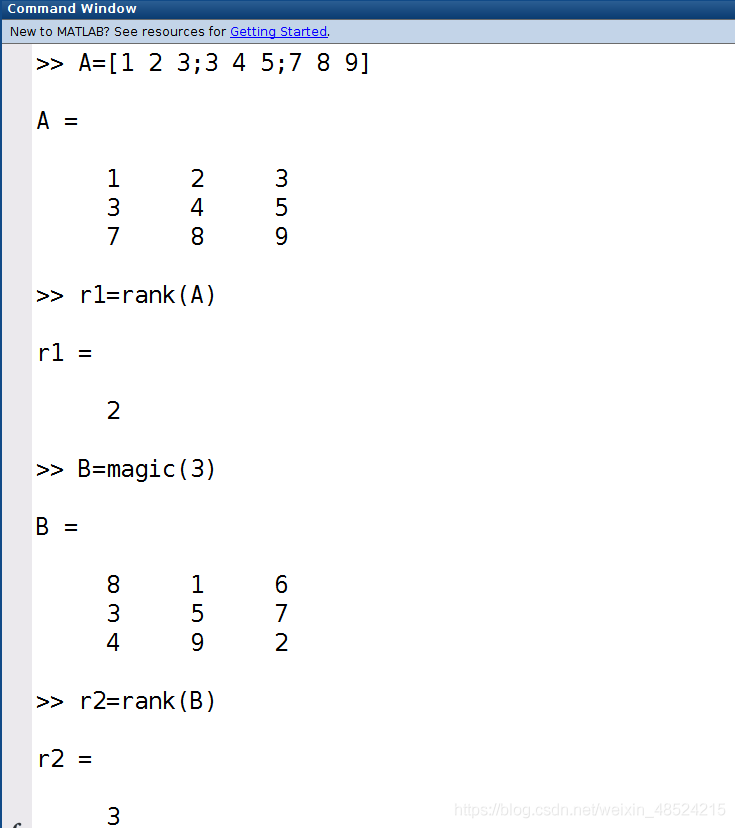 Command Window
New to MATLAB? See resources for Getting Started.
>> A=[1 2 3;3 4 5;7 8 9]
A =
1 2 3
3 4 5
7 8 9
>> r1=rank(A)
r1 =
2
>> B=magic(3)
B =
8 1 6
3 5 7
4 9 2
>> r2=rank(B)
r2 =
3
https://blog.csdn.net/weixin_48524215